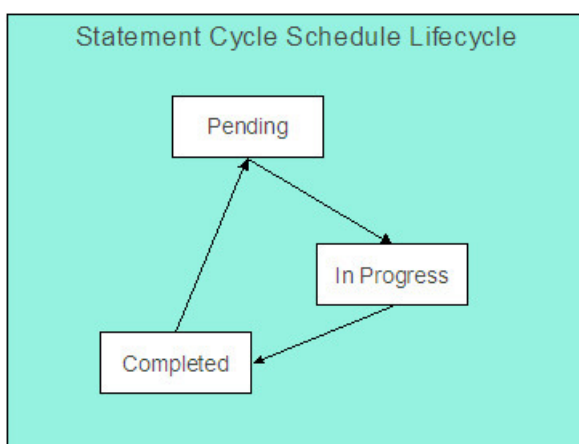 Statement Cycle Schedule Lifecycle
Pending
In Progress
Completed